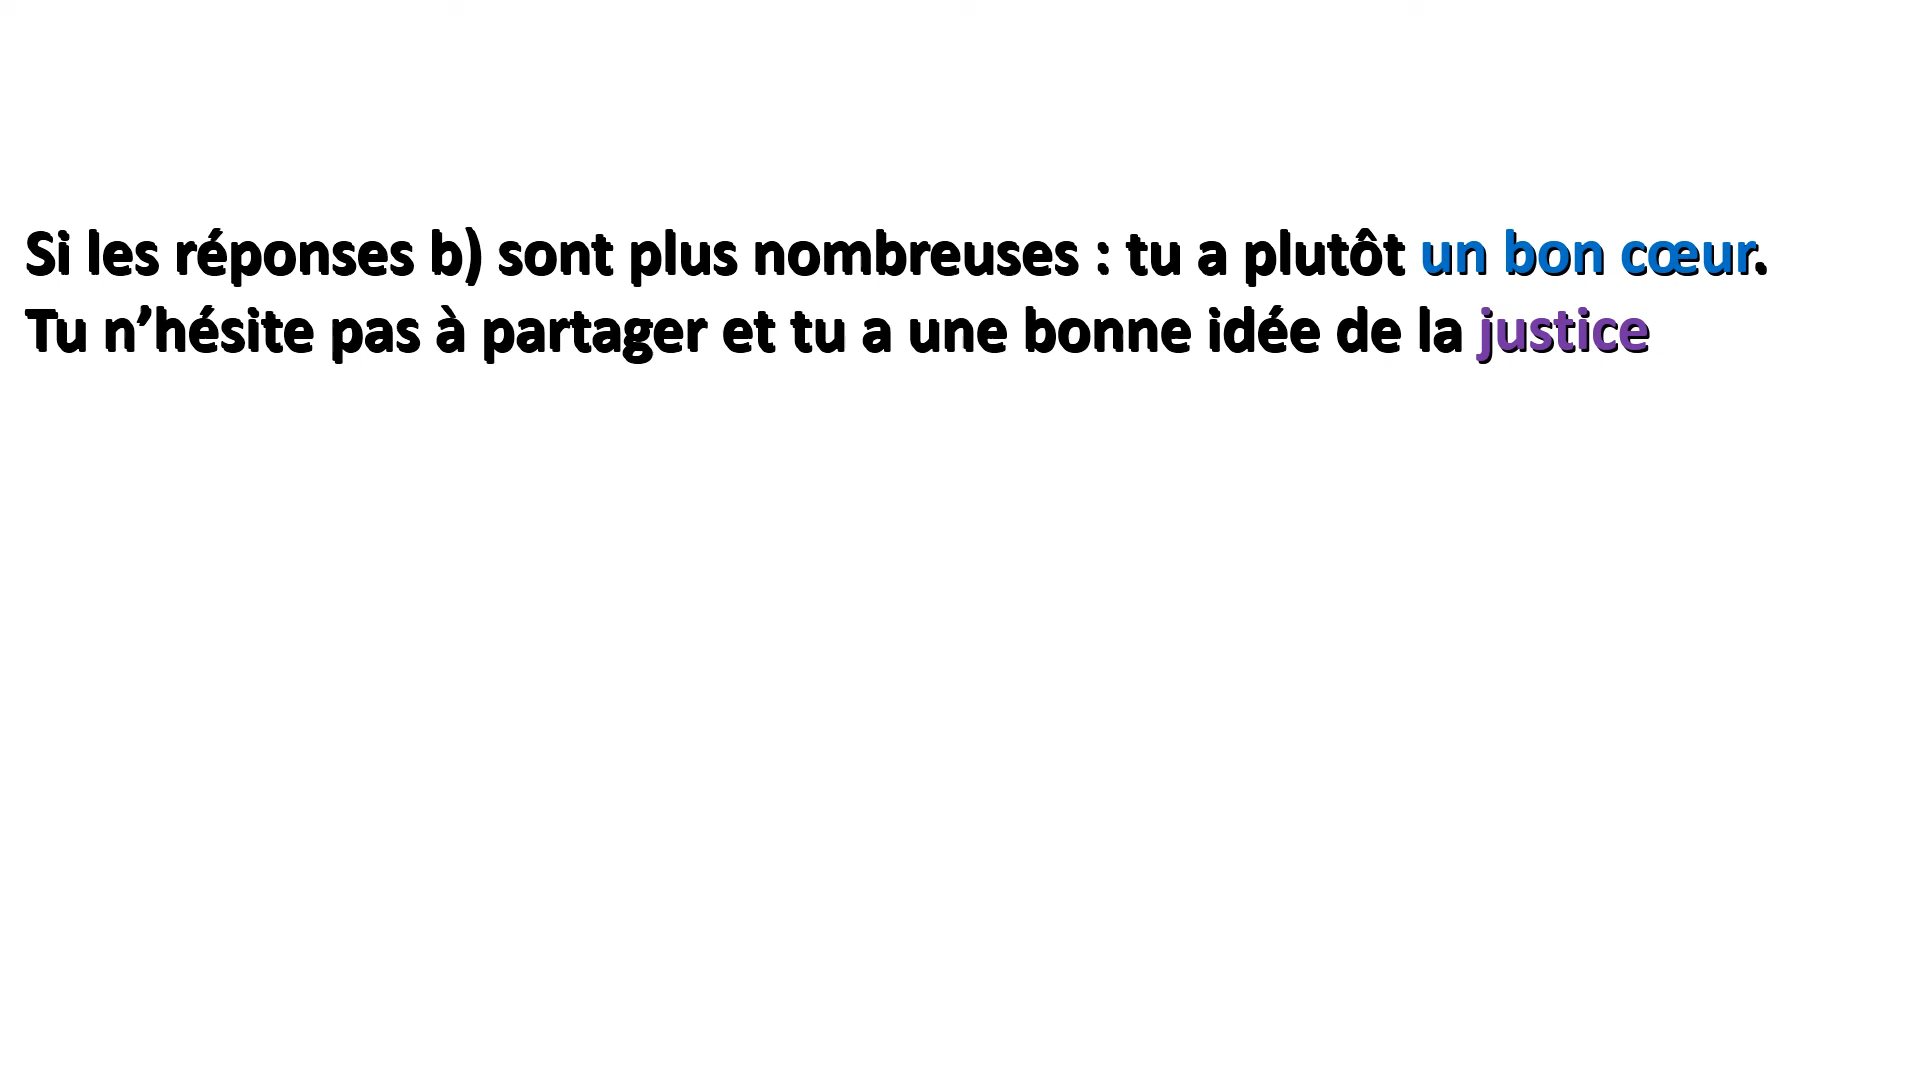 Si les réponses b) sont plus nombreuses : tu a plutôt un bon cœur.
Tu n’hésite pas à partager et tu a une bonne idée de la justice